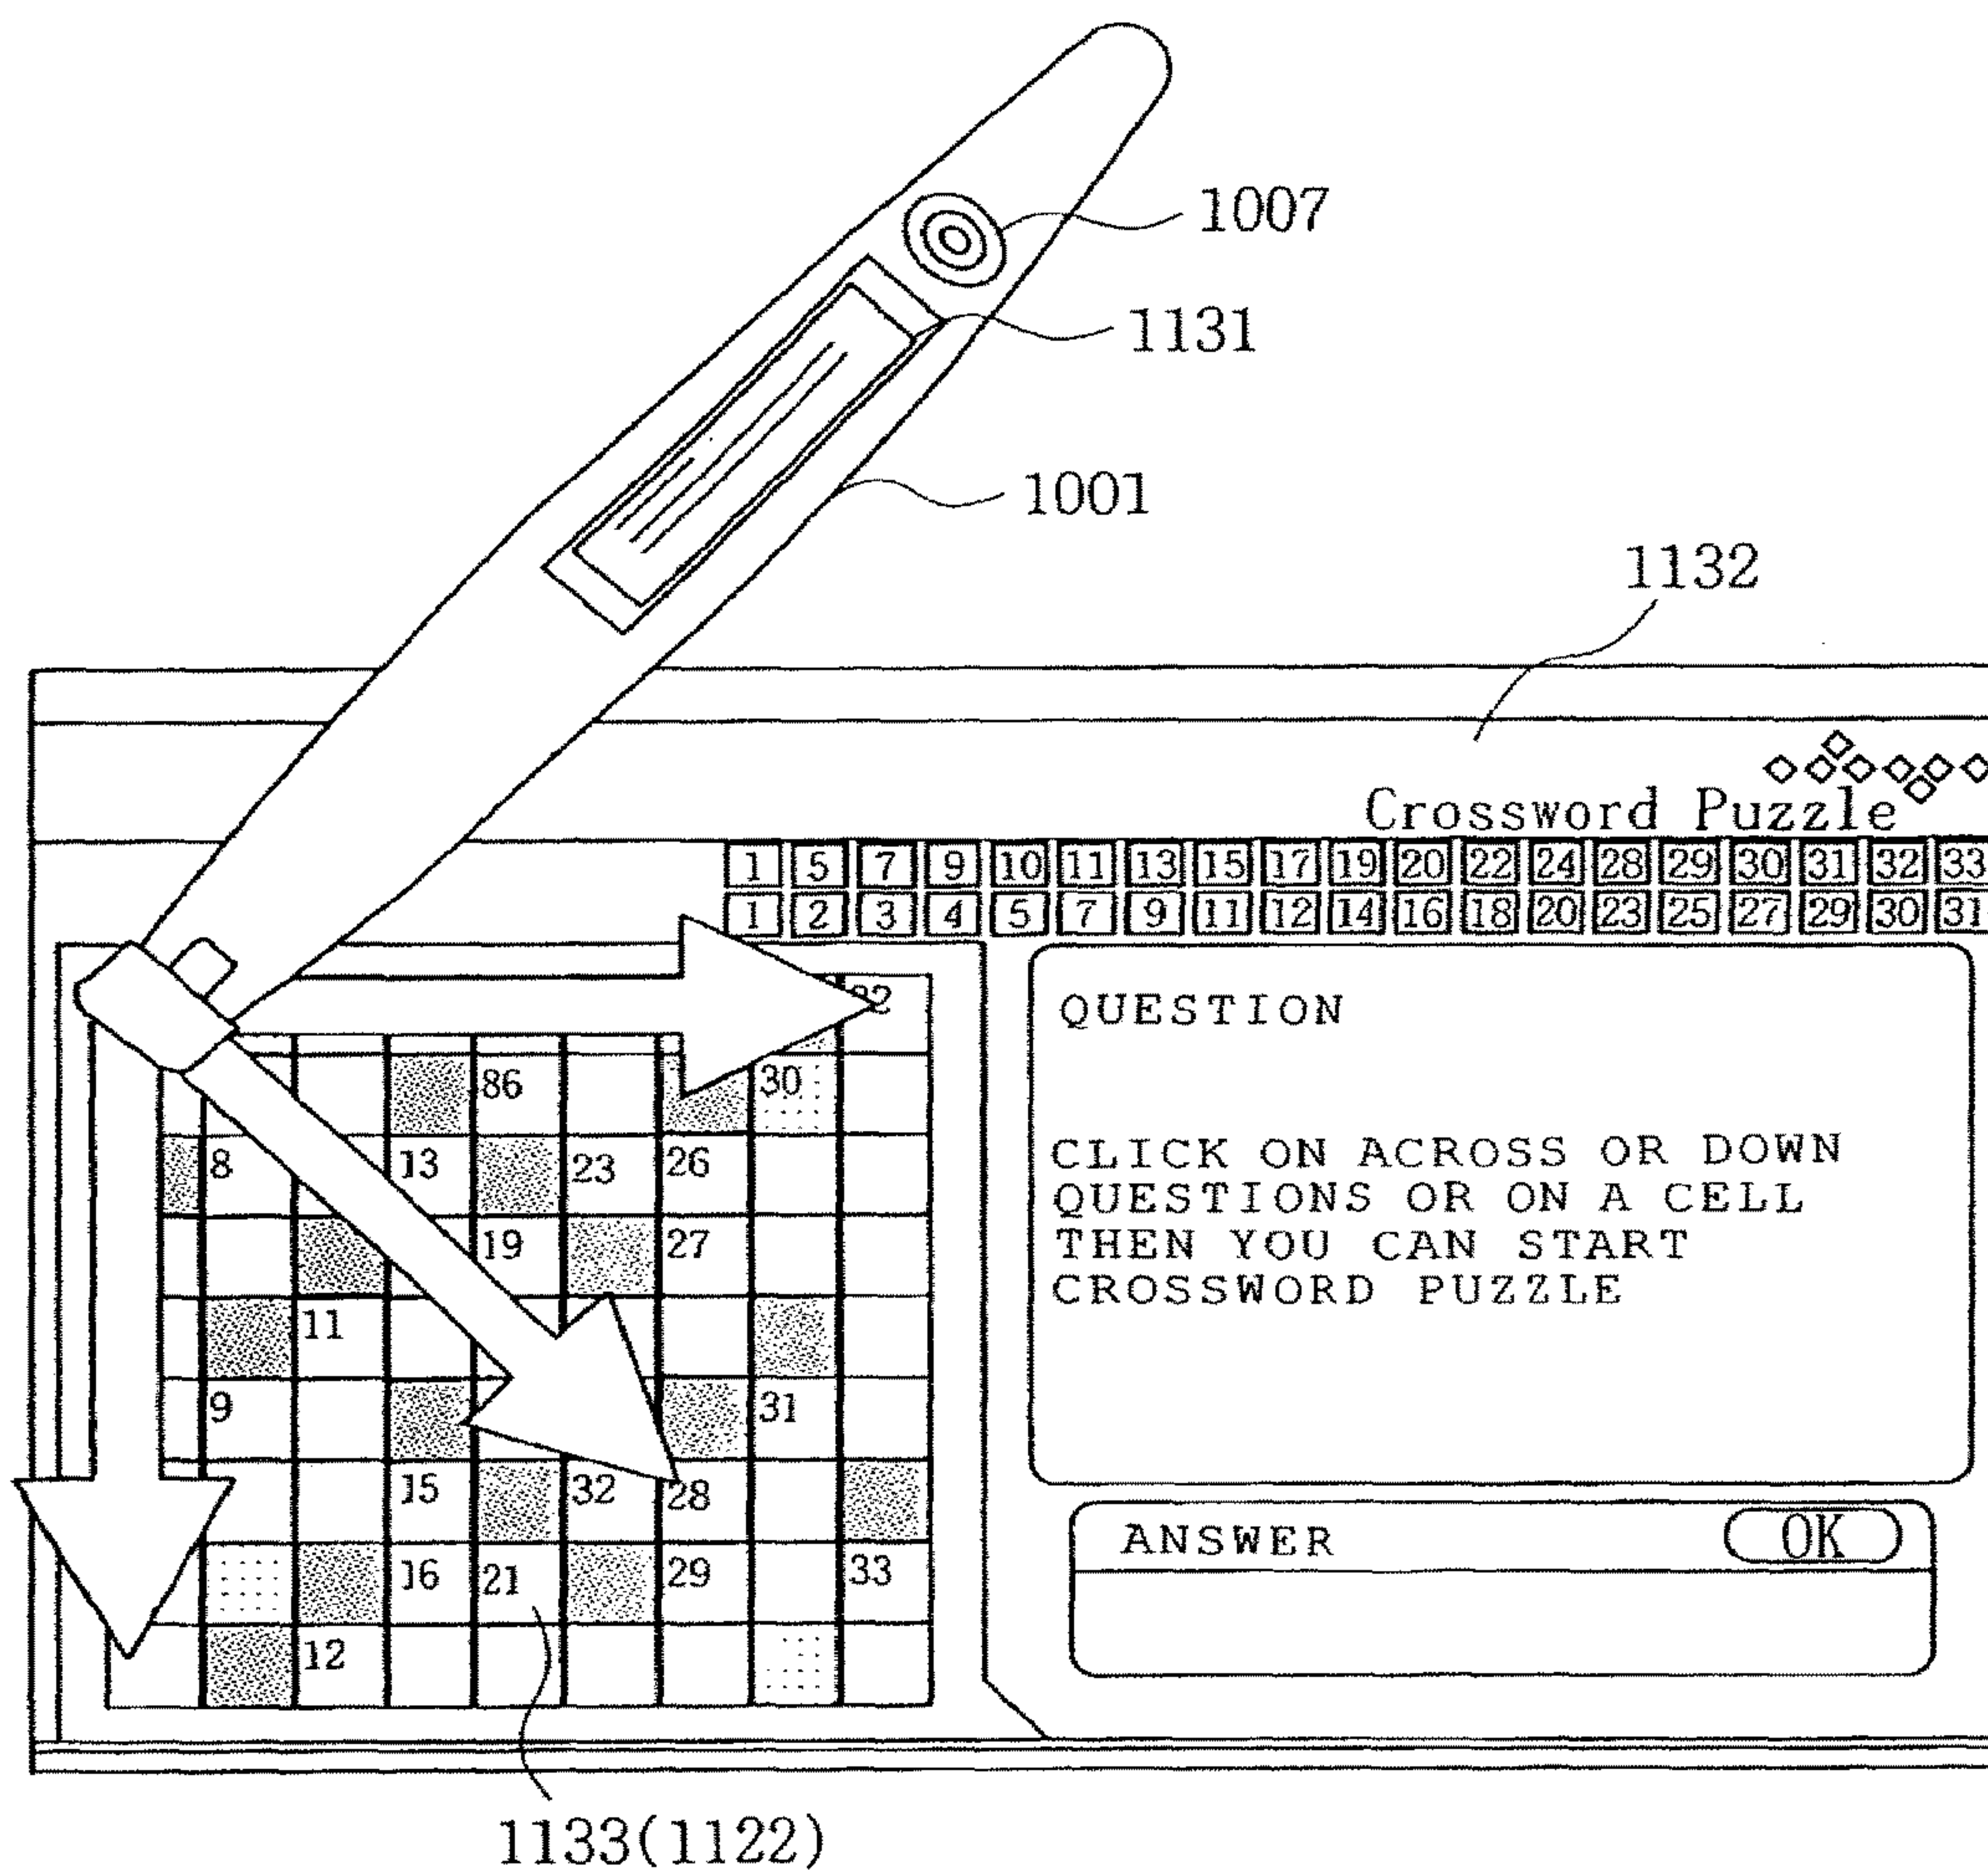 1007
1131
1001
1132
Crossword Puzzle
1 5 7 9 10 11 13 15 17 19 20 22 24 28 29 30 31 32 33
1 2 3 4 5 7 9 11 12 14 16 18 20 23 25 27 29 30 31
QUESTION
CLICK ON ACROSS OR DOWN
QUESTIONS OR ON A CELL
THEN YOU CAN START
CROSSWORD PUZZLE
ANSWER OK
86 30
8 13 23 26
19 27
11
9 31
15 32 28
16 21 29 33
12
1133(1122)